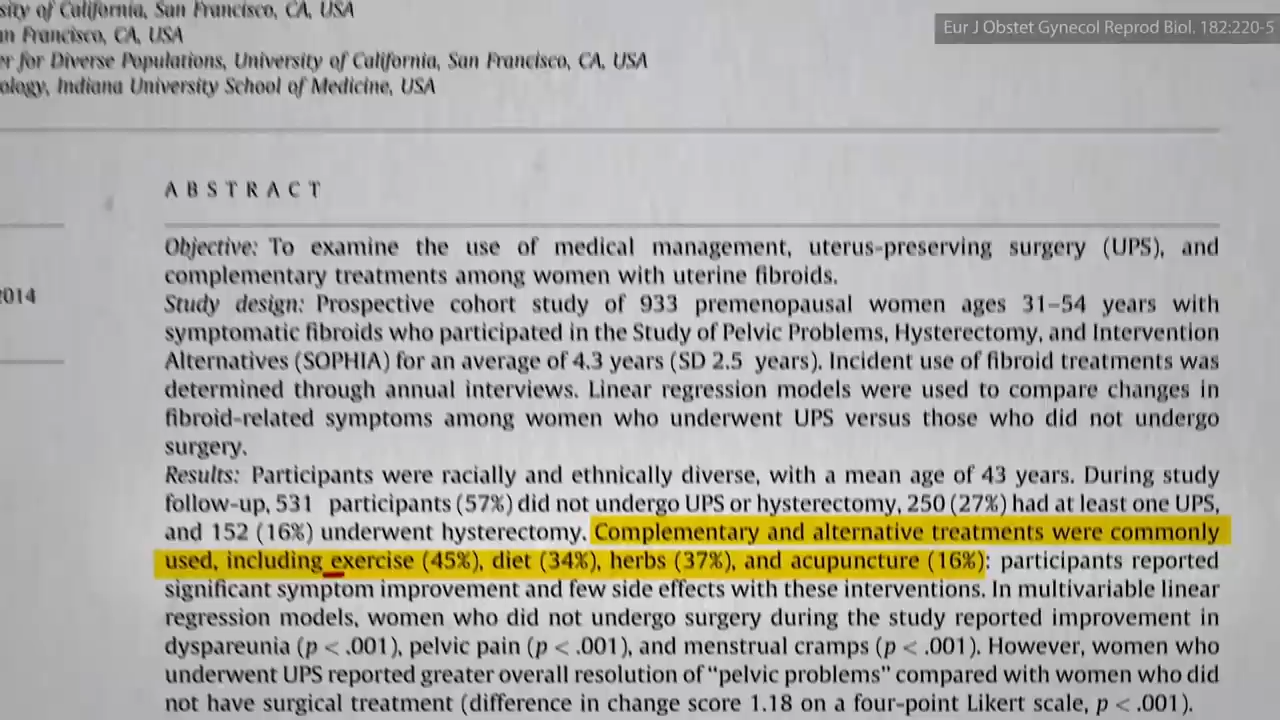 sity of California, San Francisco, CA, USA
Eur J Obstet Gynecol Reprod Biol. 182:220-5
n Francisco, CA, USA
er for Diverse Populations, University of California, San Francisco, CA, USA
ology, Indiana University School of Medicine, USA
ABSTRACT
Objective: To examine the use of medical management, uterus-preserving surgery (UPS), and
complementary treatments among women with uterine fibroids.
2014
Study design: Prospective cohort study of 933 premenopausal women ages 31–54 years with
symptomatic fibroids who participated in the Study of Pelvic Problems, Hysterectomy, and Intervention
Alternatives (SOPHIA) for an average of 4.3 years (SD 2.5 years). Incident use of fibroid treatments was
determined through annual interviews. Linear regression models were used to compare changes in
fibroid-related symptoms among women who underwent UPS versus those who did not undergo
surgery.
Results: Participants were racially and ethnically diverse, with a mean age of 43 years. During study
follow-up, 531 participants (57%) did not undergo UPS or hysterectomy, 250 (27%) had at least one UPS,
and 152 (16%) underwent hysterectomy. Complementary and alternative treatments were commonly
used, including exercise (45%), diet (34%), herbs (37%), and acupuncture (16%): participants reported
significant symptom improvement and few side effects with these interventions. In multivariable linear
regression models, women who did not undergo surgery during the study reported improvement in
dyspareunia (p < .001), pelvic pain (p < .001), and menstrual cramps (p < .001). However, women who
underwent UPS reported greater overall resolution of “pelvic problems” compared with women who did
not have surgical treatment (difference in change score 1.18 on a four-point Likert scale, p < .001).